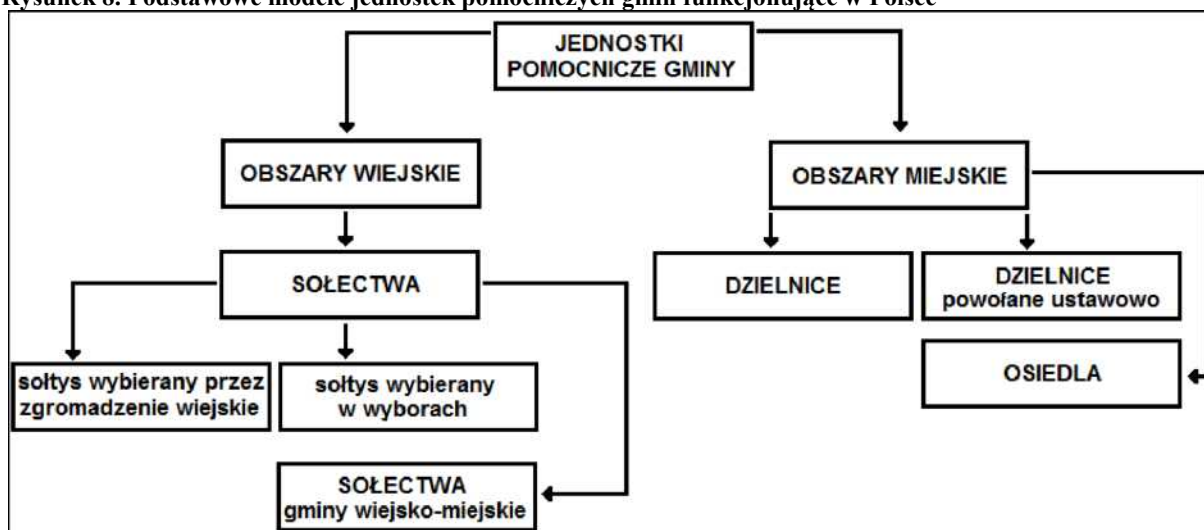 Rysunek 8. Podstawowe modele jednostek pomocniczych gmin funkcjonujące w Polsce
JEDNOSTKI
POMOCNICZE GMINY
OBSZARY WIEJSKIE
OBSZARY MIEJSKIE
SOŁECTWA
DZIELNICE
DZIELNICE
powołane ustawowo
sołtys wybierany przez
zgromadzenie wiejskie
sołtys wybierany
w wyborach
OSIEDLA
SOŁECTWA
gminy wiejsko-miejskie